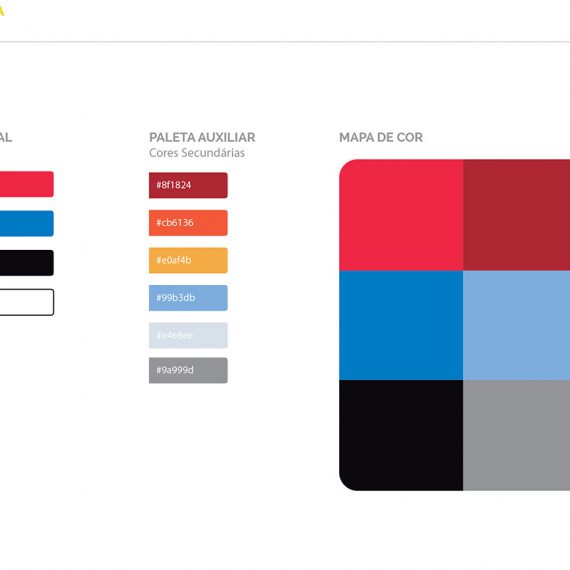 A
AL
PALETA AUXILIAR
Cores Secundárias
#8f1824
#cb6136
#e0af4b
#99b3db
#e4e8ee
#9a999d
MAPA DE COR